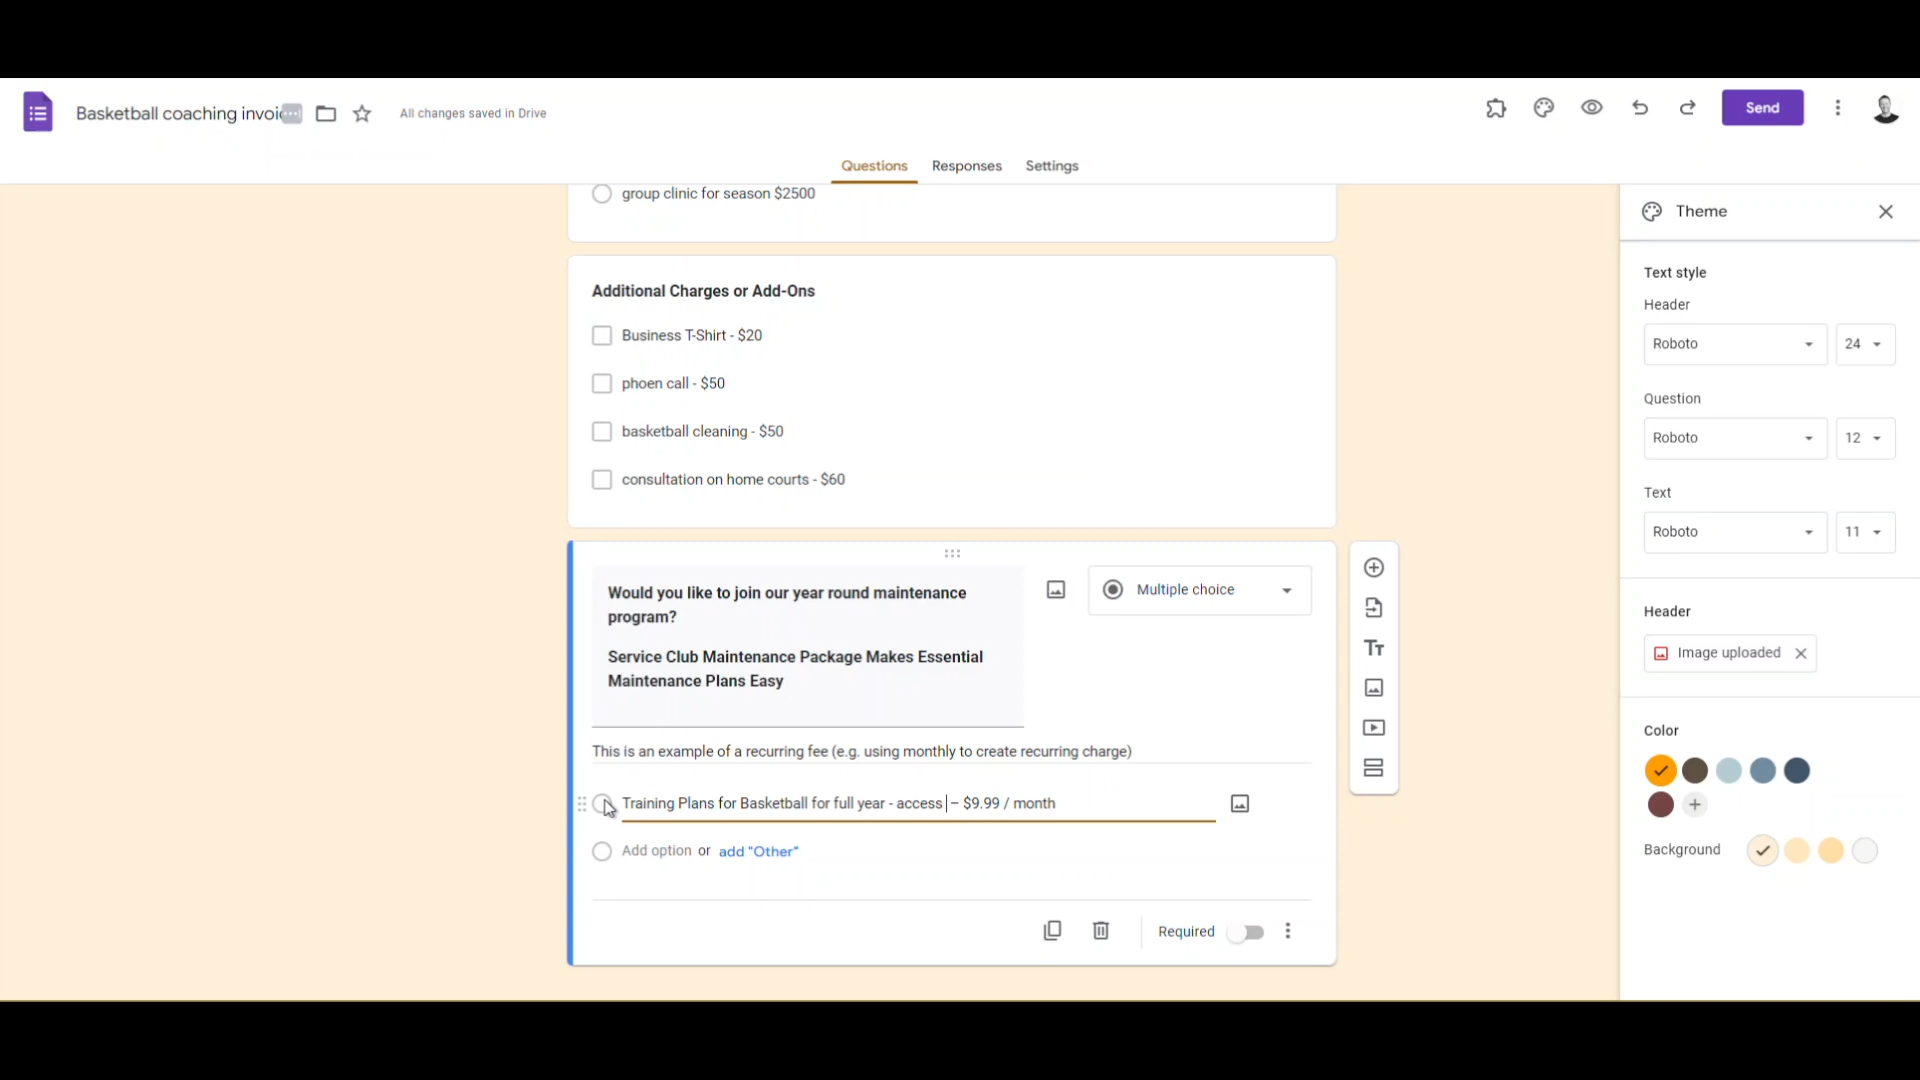 Basketball coaching invoi
All changes saved in Drive
Send
Questions
Responses
Settings
group clinic for season $2500
Additional Charges or Add-Ons
Business T-Shirt - $20
phoen call - $50
basketball cleaning - $50
consultation on home courts - $60
Would you like to join our year round maintenance
program?
Service Club Maintenance Package Makes Essential
Maintenance Plans Easy
Multiple choice
This is an example of a recurring fee (e.g. using monthly to create recurring charge)
Training Plans for Basketball for full year - access – $9.99 / month
Add option or add "Other"
Required
Tт
Theme
Text style
Header
Roboto
24
Question
Roboto
12
Text
Roboto
11
Header
Image uploaded
Color
Background